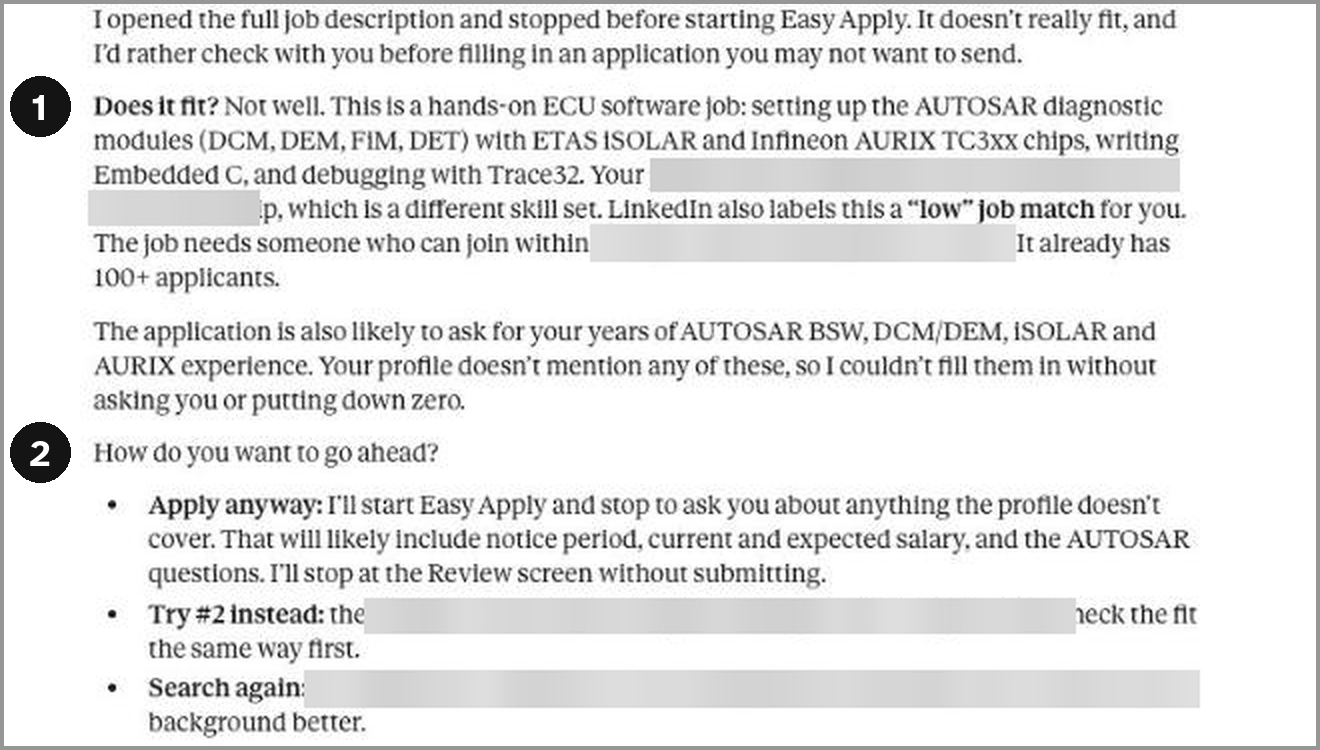 I opened the full job description and stopped before starting Easy Apply. It doesn't really fit, and
I'd rather check with you before filling in an application you may not want to send.
1
Does it fit? Not well. This is a hands-on ECU software job: setting up the AUTOSAR diagnostic
modules (DCM, DEM, FiM, DET) with ETAS ISOLAR and Infineon AURIX TC3xx chips, writing
Embedded C, and debugging with Trace32. Your
which is a different skill set. LinkedIn also labels this a “low” job match for you.
The job needs someone who can join within It already has
100+ applicants.
The application is also likely to ask for your years of AUTOSAR BSW, DCM/DEM, ISOLAR and
AURIX experience. Your profile doesn't mention any of these, so I couldn't fill them in without
asking you or putting down zero.
2
How do you want to go ahead?
• Apply anyway: I'll start Easy Apply and stop to ask you about anything the profile doesn't
cover. That will likely include notice period, current and expected salary, and the AUTOSAR
questions. I'll stop at the Review screen without submitting.
• Try #2 instead: the the fit
the same way first.
• Search again:
background better.